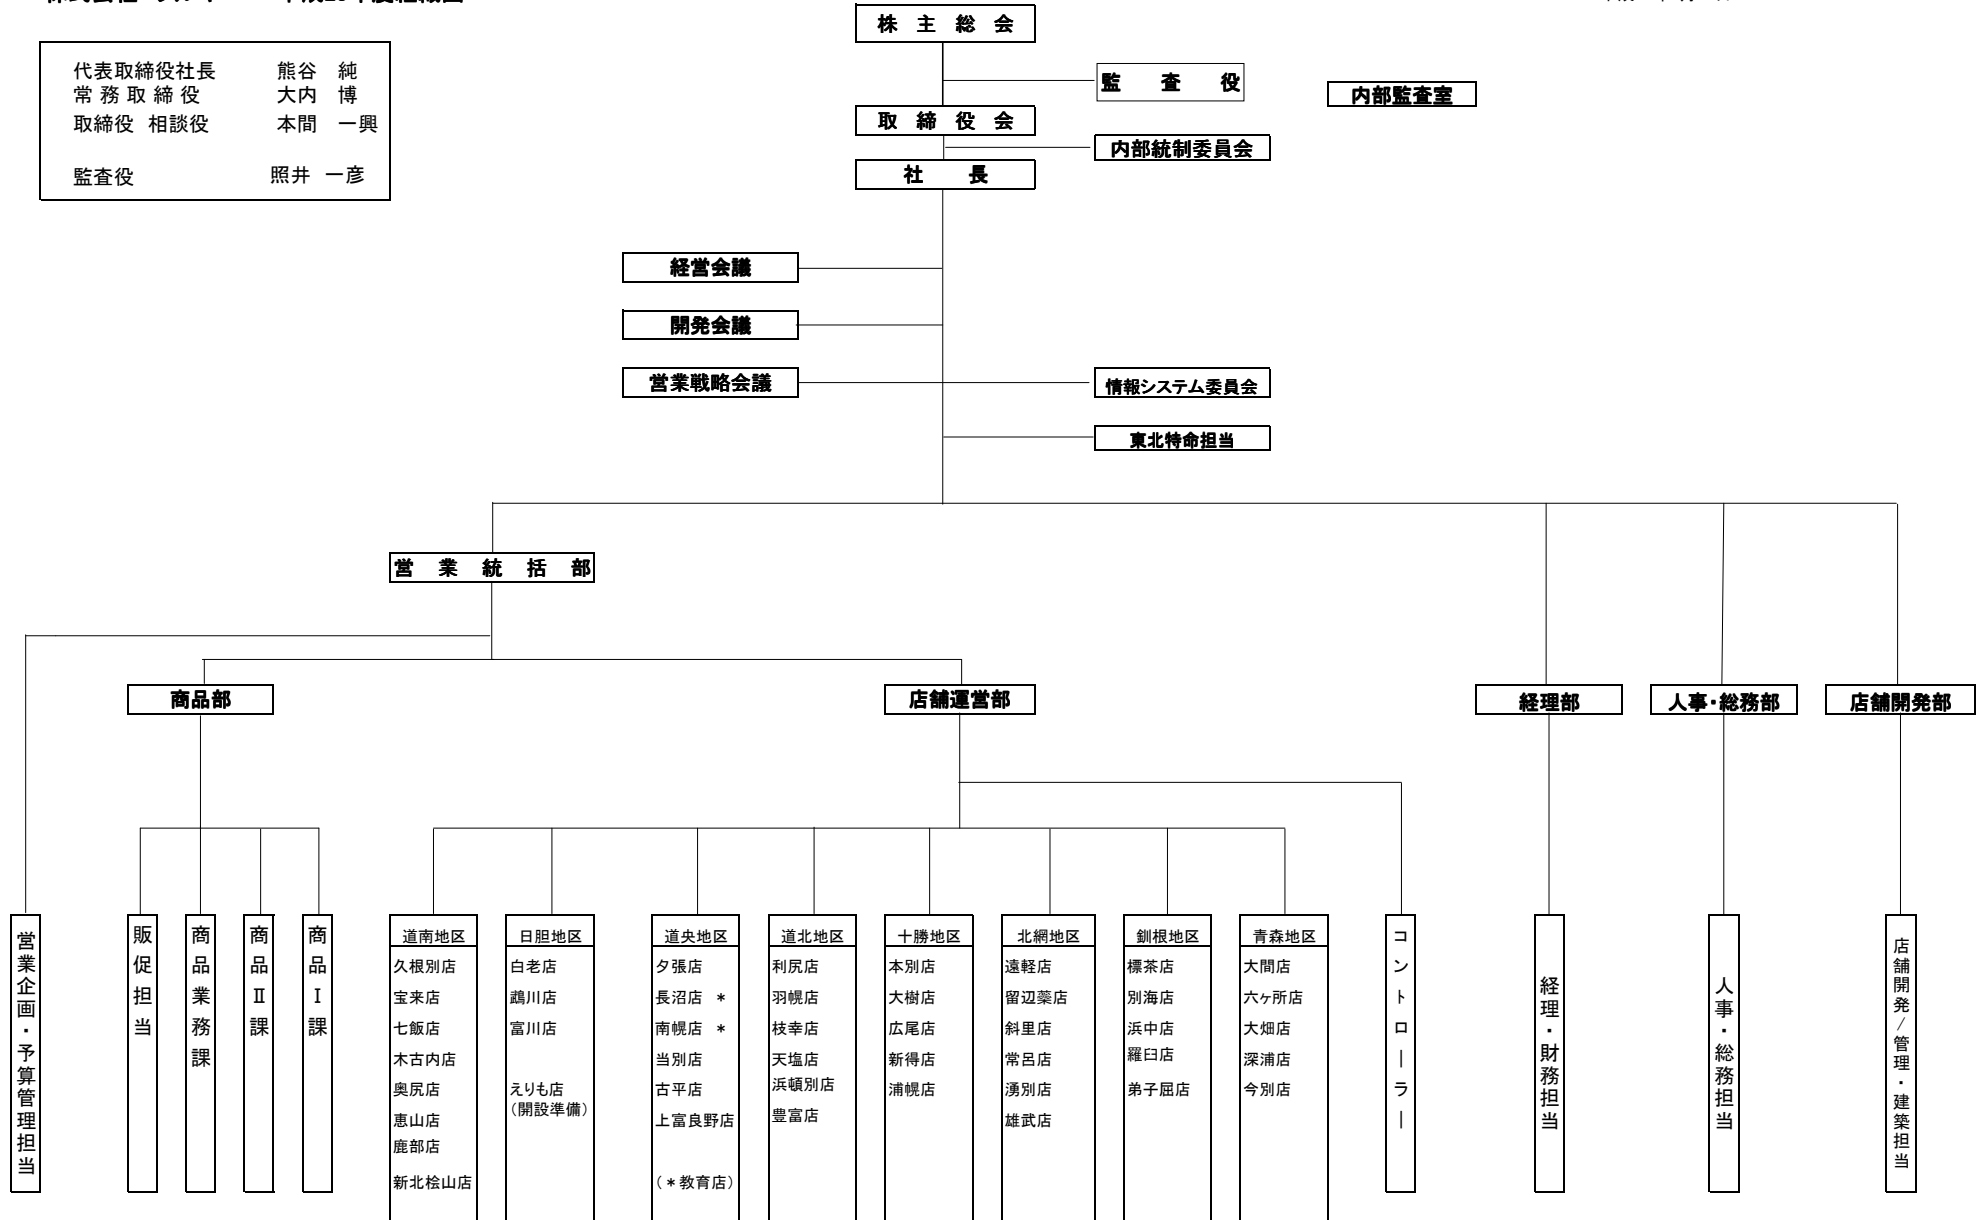 株主総会
代表取締役社長 熊谷 純
常務取締役 大内 博
取締役 相談役 本間 一興
監査役 照井 一彦
監査役
内部監査室
取締役会
内部統制委員会
社長
経営会議
開発会議
営業戦略会議
情報システム委員会
東北特命担当
営業統括部
商品部
店舗運営部
経理部
人事・総務部
店舗開発部
営業企画・予算管理担当
販促担当
商品業務課
商品Ⅱ課
商品Ⅰ課
道南地区
久根別店
宝来店
七飯店
木古内店
奥尻店
恵山店
鹿部店
新北桧山店
日胆地区
白老店
鵡川店
富川店
えりも店
(開設準備)
道央地区
夕張店
長沼店 *
南幌店 *
当別店
古平店
上富良野店
(*教育店)
道北地区
利尻店
羽幌店
枝幸店
天塩店
浜頓別店
豊富店
十勝地区
本別店
大樹店
広尾店
新得店
浦幌店
北網地区
遠軽店
留辺蘂店
斜里店
常呂店
湧別店
雄武店
釧根地区
標茶店
別海店
浜中店
羅臼店
弟子屈店
青森地区
大間店
六ヶ所店
大畑店
深浦店
今別店
コントローラー
経理・財務担当
人事・総務担当
店舗開発/管理・建築担当